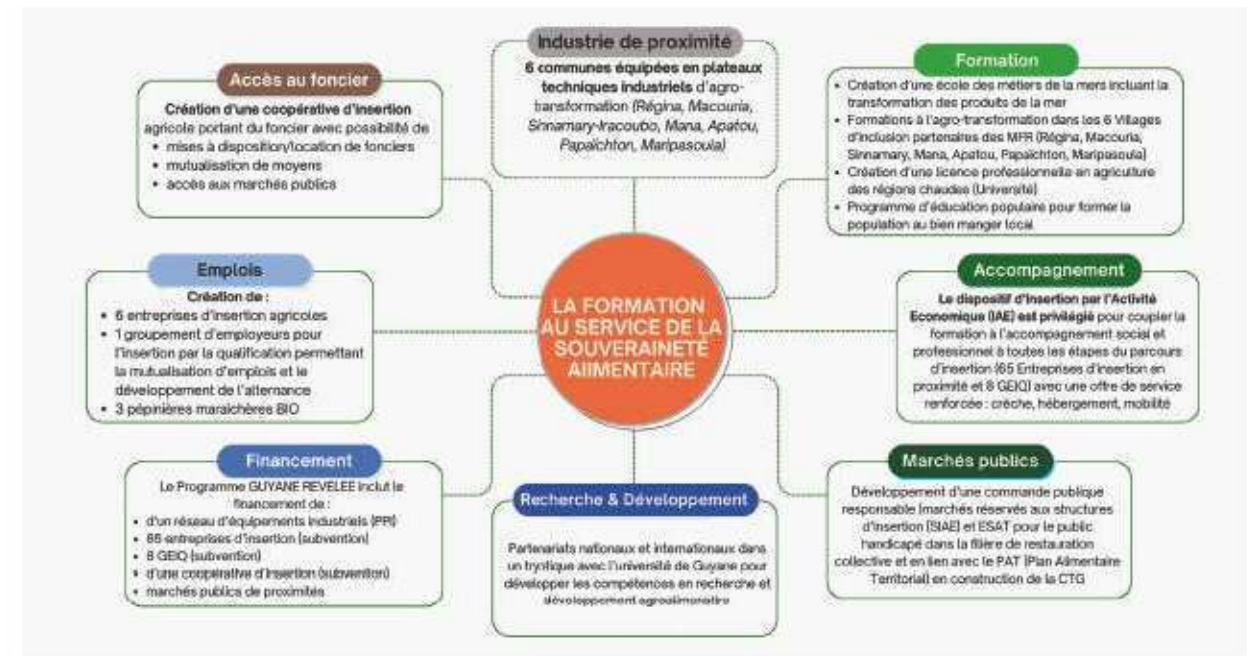 Industrie de proximité
6 communes équipées en plateaux
techniques industriels d'agro-
transformation (Régina, Macouria,
Sinnamary-Iracoubo, Mana, Apatou,
Papaïchton, Maripasoula)
Accès au foncier
Création d'une coopérative d'insertion
agricole portant du foncier avec possibilité de
• mises à disposition/location de fonciers
• mutualisation de moyens
• accès aux marchés publics
Formation
• Création d'une école des métiers de la mers incluant la
transformation des produits de la mer
• Formations à l'agro-transformation dans les 6 Villages
d'inclusion partenaires des MFR (Régina, Macouria,
Sinnamary, Mana, Apatou, Papaïchton, Maripasoula)
• Création d'une licence professionnelle en agriculture
des régions chaudes (Université)
• Programme d'éducation populaire pour former la
population au bien manger local
Emplois
Création de :
• 6 entreprises d'insertion agricoles
• 1 groupement d'employeurs pour
l'insertion par la qualification permettant
la mutualisation d'emplois et le
développement de l'alternance
• 3 pépinières maraîchères BIO
LA FORMATION
AU SERVICE DE LA
SOUVERAINETÉ
AlIMENTAIRE
Accompagnement
Le dispositif d'Insertion par l'Activité
Economique (IAE) est privilégié pour coupler la
formation à l'accompagnement social et
professionnel à toutes les étapes du parcours
d'insertion (65 Entreprises d'insertion en
proximité et 8 GEIQ) avec une offre de service
renforcée : crèche, hébergement, mobilité
Financement
Le Programme GUYANE REVELEE inclut le
financement de :
• d'un réseau d'équipements industriels (PPI)
• 65 entreprises d'insertion (subvention)
• 8 GEIQ (subvention)
• d'une coopérative d'insertion (subvention)
• marchés publics de proximités
Recherche & Développement
Partenariats nationaux et internationaux dans
un tryptique avec l'université de Guyane pour
développer les compétences en recherche et
développement agroalimentaire
Marchés publics
Développement d'une commande publique
responsable (marchés réservés aux structures
d'insertion (SIAE) et ESAT pour le public
handicapé dans la filière de restauration
collective et en lien avec le PAT (Plan Alimentaire
Territorial) en construction de la CTG